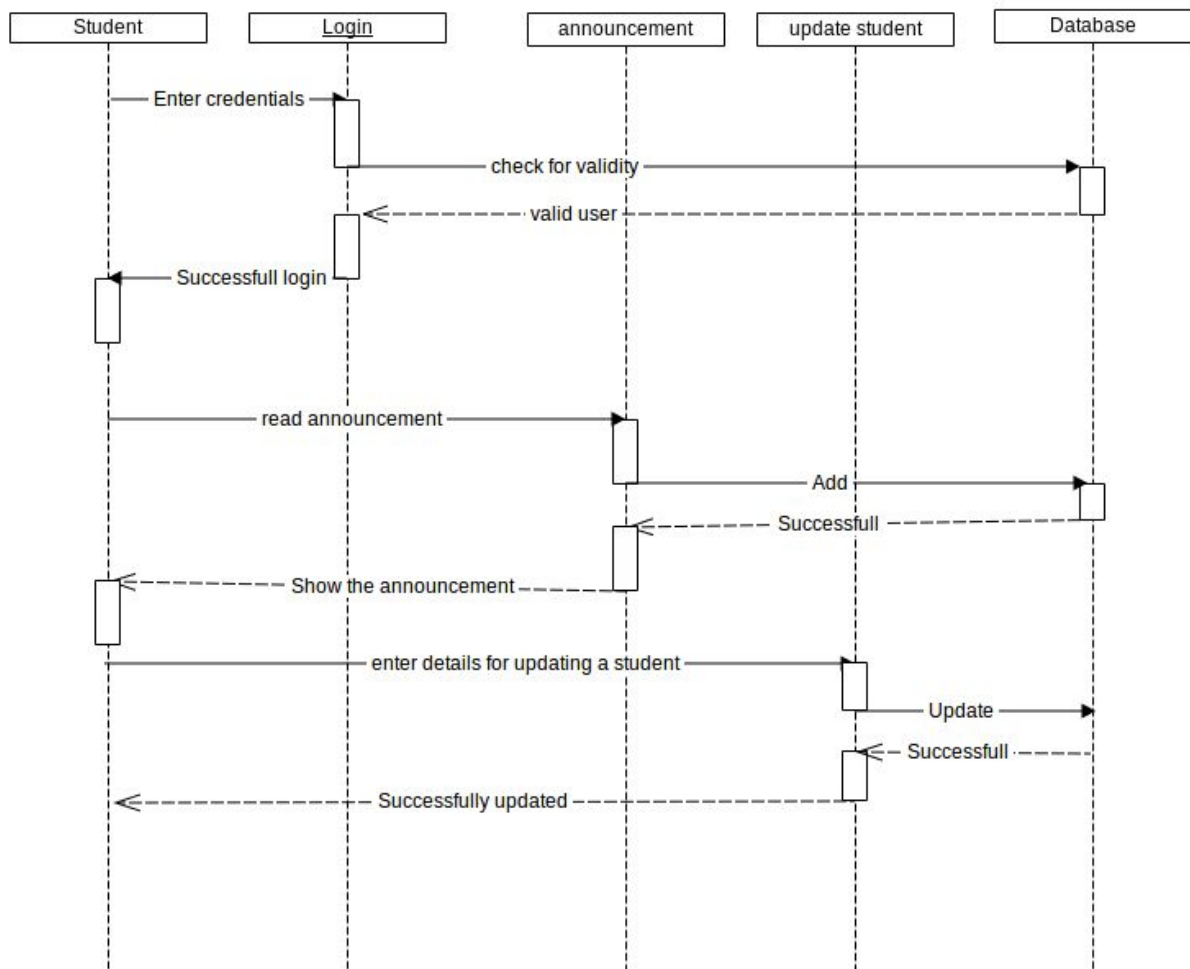 Student
Login
announcement
update student
Database
Enter credentials
check for validity
valid user
Successfull login
read announcement
Add
Successfull
Show the announcement
enter details for updating a student
Update
Successfull
Successfully updated